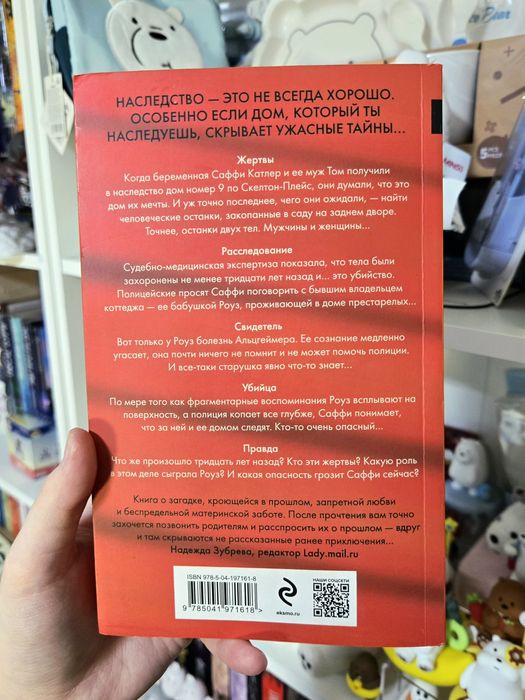 НАСЛЕДСТВО — ЭТО НЕ ВСЕГДА ХОРОШО.
ОСОБЕННО ЕСЛИ ДОМ, КОТОРЫЙ ТЫ
НАСЛЕДУЕШЬ, СКРЫВАЕТ УЖАСНЫЕ ТАЙНЫ...
Жертвы
Когда беременная Саффи Катлер и ее муж Том получили
в наследство дом номер 9 по Скелтон-Плейс, они думали, что это
дом их мечты. И уж точно последнее, чего они ожидали, — найти
человеческие останки, закопанные в саду на заднем дворе.
Точнее, останки двух тел. Мужчины и женщины...
Расследование
Судебно-медицинская экспертиза показала, что тела были
захоронены не менее тридцати лет назад и... это убийство.
Полицейские просят Саффи поговорить с бывшим владельцем
коттеджа — ее бабушкой Роуз, проживающей в доме престарелых...
Свидетель
Вот только у Роуз болезнь Альцгеймера. Ее сознание медленно
угасает, она почти ничего не помнит и не может помочь полиции.
И все-таки старушка явно что-то знает...
Убийца
По мере того как фрагментарные воспоминания Роуз всплывают на
поверхность, а полиция копает все глубже, Саффи понимает,
что за ней и ее домом следят. Кто-то очень опасный...
Правда
Что же произошло тридцать лет назад? Кто эти жертвы? Какую роль
в этом деле сыграла Роуз? И какая опасность грозит Саффи сейчас?
Книга о загадке, кроющейся в прошлом, запретной любви
и беспредельной материнской заботе. После прочтения вам точно
захочется позвонить родителям и расспросить их о прошлом — вдруг
и там скрываются не рассказанные ранее приключения...
Надежда Зубрева, редактор Lady.mail.ru
ISBN 978-5-04-197161-8
9 785041 971618 >
eksmo.ru
НАШИ СОЦСЕТИ
Bear
5 PCS